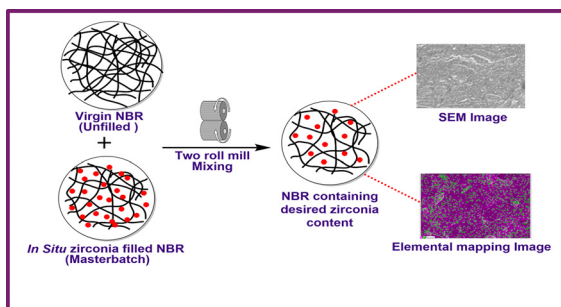 Virgin NBR
(Unfilled )
+
In Situ zirconia filled NBR
(Masterbatch)
Two roll mill
Mixing
NBR containing
desired zirconia
content
SEM Image
Elemental mapping Image